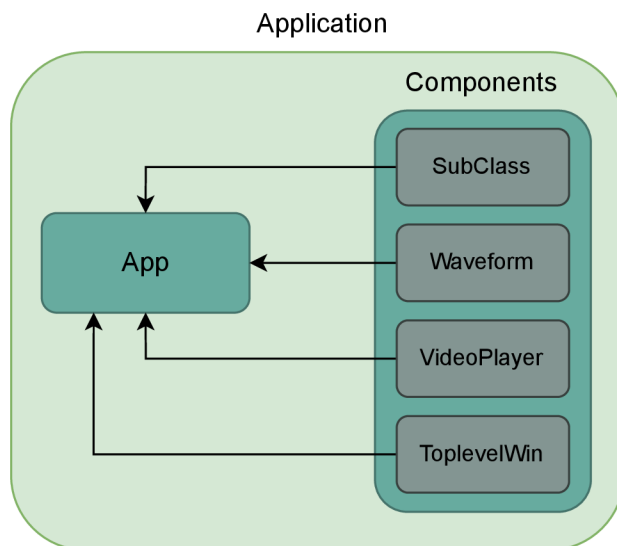 Application
Components
SubClass
App
Waveform
VideoPlayer
ToplevelWin